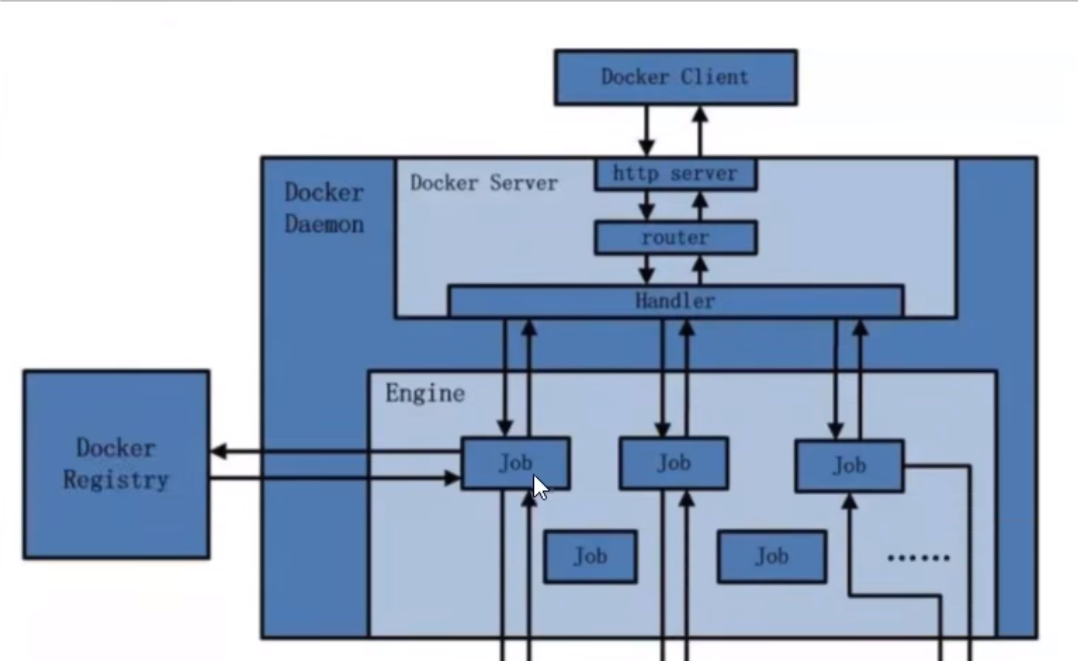 Docker Client
http server
Docker Server
Docker
Daemon
router
Handler
Engine
Docker
Registry
Job
Job
Job
Job
Job
......